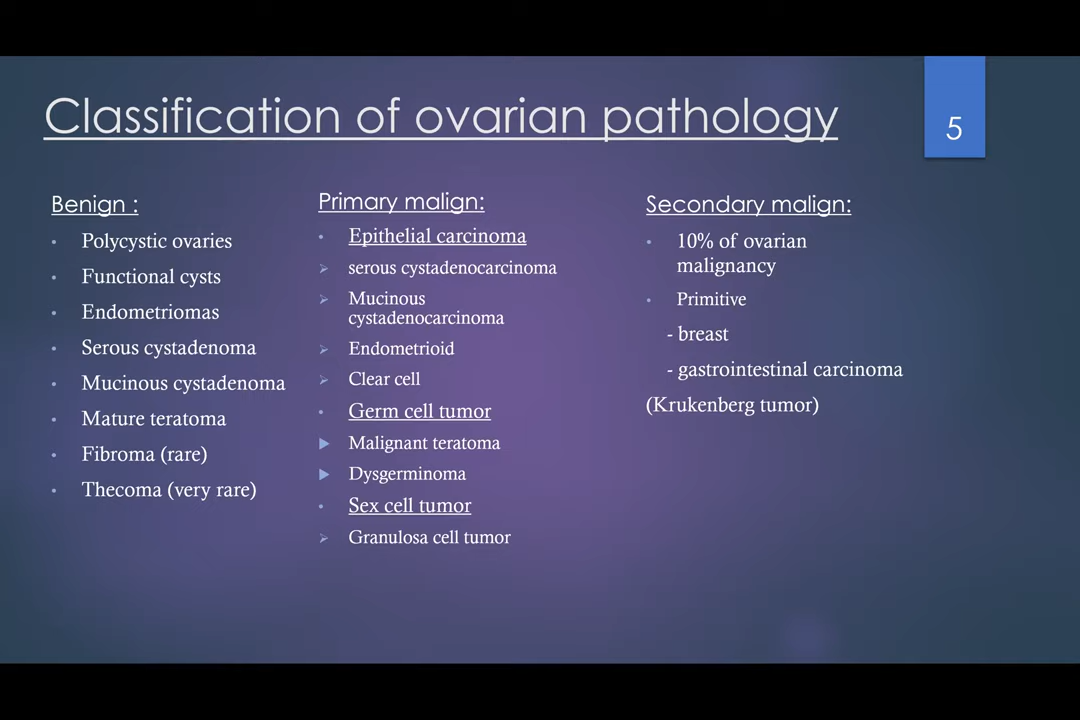 Classification of ovarian pathology
5
Benign :
Polycystic ovaries
Functional cysts
Endometriomas
Serous cystadenoma
Mucinous cystadenoma
Mature teratoma
Fibroma (rare)
Thecoma (very rare)
Primary malign:
Epithelial carcinoma
serous cystadenocarcinoma
Mucinous
cystadenocarcinoma
Endometrioid
Clear cell
Germ cell tumor
Malignant teratoma
Dysgerminoma
Sex cell tumor
Granulosa cell tumor
Secondary malign:
10% of ovarian
malignancy
Primitive
- breast
- gastrointestinal carcinoma
(Krukenberg tumor)